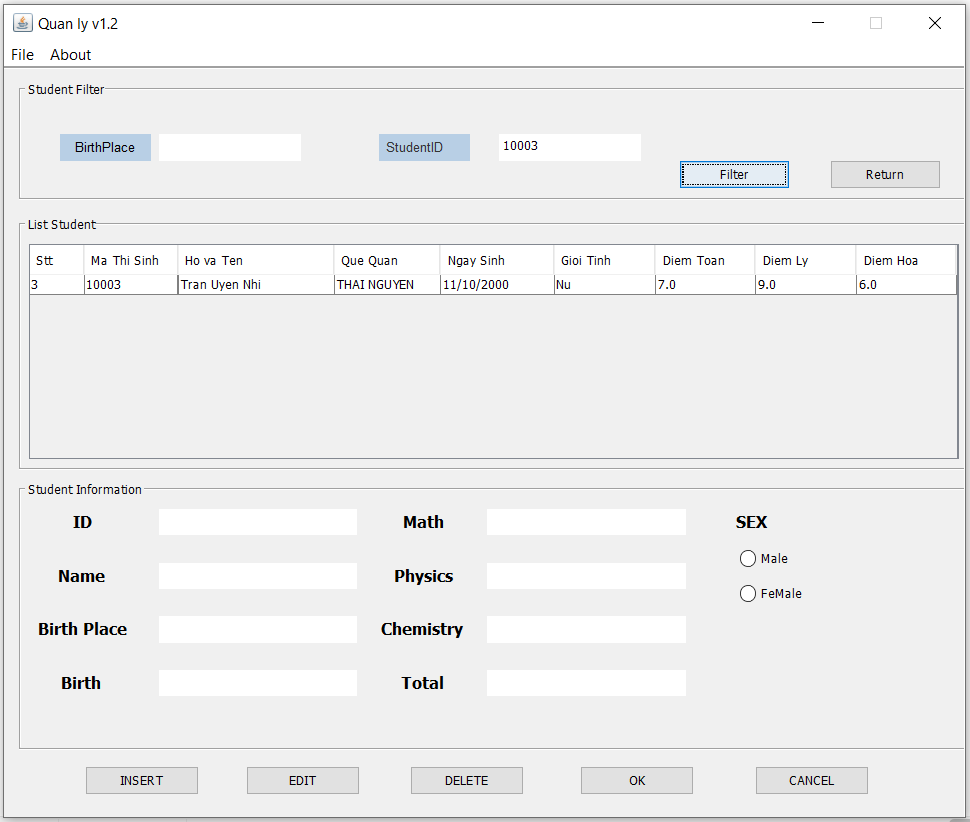 Quan ly v1.2
File About
Student Filter
BirthPlace StudentID 10003
Filter Return
List Student
Stt Ma Thi Sinh Ho va Ten Que Quan Ngay Sinh Gioi Tinh Diem Toan Diem Ly Diem Hoa
3 10003 Tran Uyen Nhi THAI NGUYEN 11/10/2000 Nu 7.0 9.0 6.0
Student Information
ID Math SEX
Male
Name Physics
FeMale
Birth Place Chemistry
Birth Total
INSERT EDIT DELETE OK CANCEL